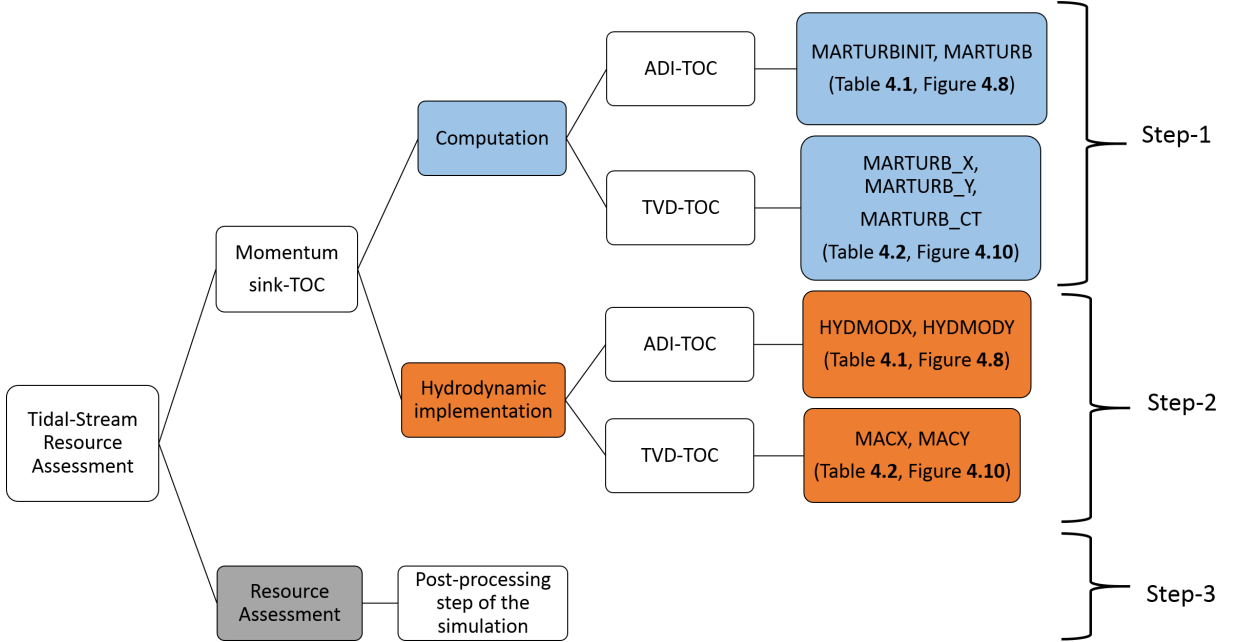 Tidal-Stream
Resource
Assessment
Momentum
sink-TOC
Computation
ADI-TOC
MARTURBINIT, MARTURB
(Table 4.1, Figure 4.8)
TVD-TOC
MARTURB_X,
MARTURB_Y,
MARTURB_CT
(Table 4.2, Figure 4.10)
Step-1
Hydrodynamic
implementation
ADI-TOC
HYDMODX, HYDMODY
(Table 4.1, Figure 4.8)
TVD-TOC
MACX, MACY
(Table 4.2, Figure 4.10)
Step-2
Resource
Assessment
Post-processing
step of the
simulation
Step-3